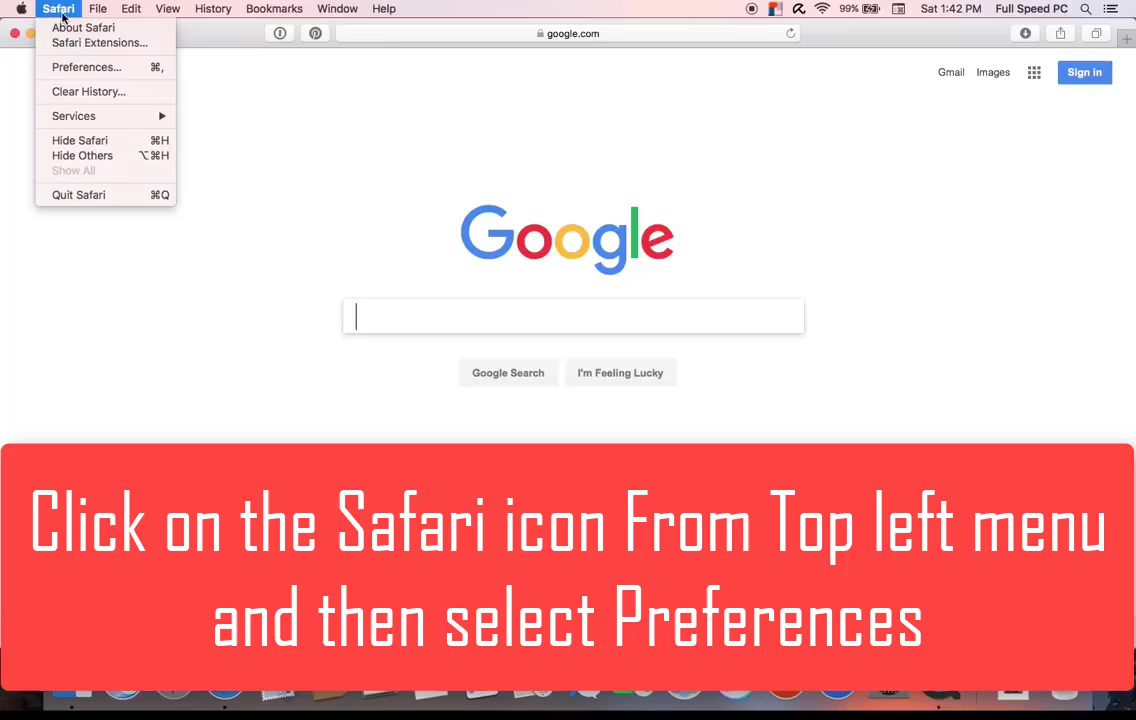 Safari File Edit View History Bookmarks Window Help 99% Sat 1:42 PM Full Speed PC
google.com
About Safari
Safari Extensions...
Preferences... ⌘,
Clear History...
Services
Hide Safari ⌘H
Hide Others ⌥⌘H
Show All
Quit Safari ⌘Q
Gmail Images Sign in
Google
Google Search I'm Feeling Lucky
Click on the Safari icon From Top left menu
and then select Preferences